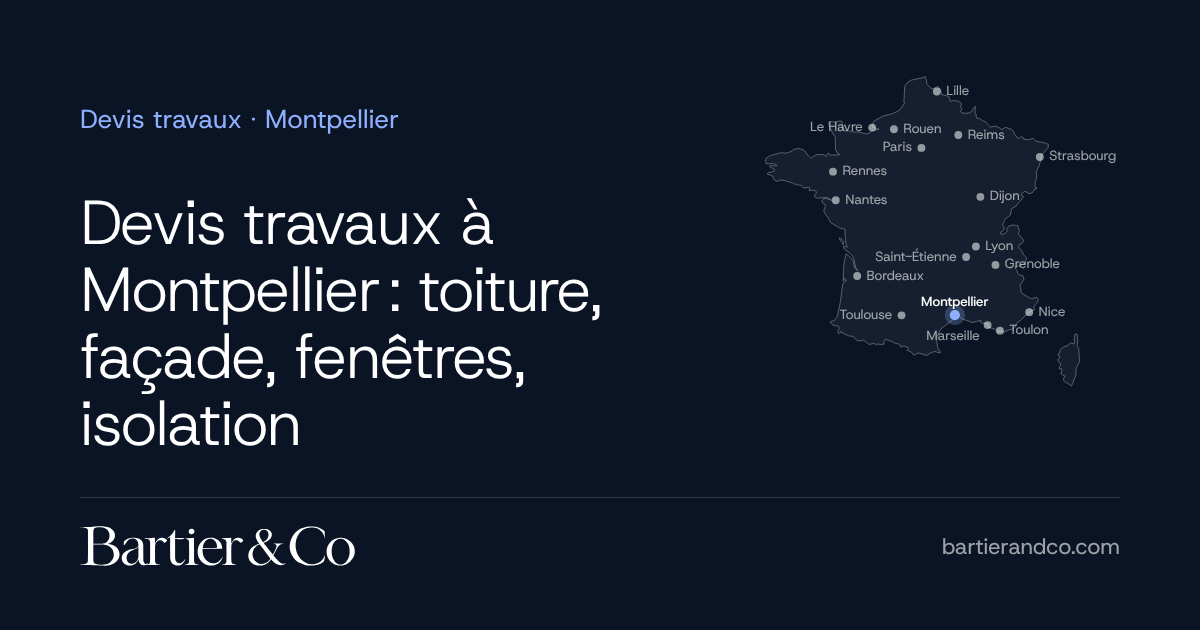 Devis travaux · Montpellier
Devis travaux à
Montpellier : toiture,
façade, fenêtres,
isolation
Lille
Le Havre
Rouen
Reims
Paris
Strasbourg
Rennes
Dijon
Nantes
Lyon
Saint-Étienne
Grenoble
Bordeaux
Montpellier
Nice
Toulouse
Toulon
Marseille
Bartier & Co
bartierandco.com